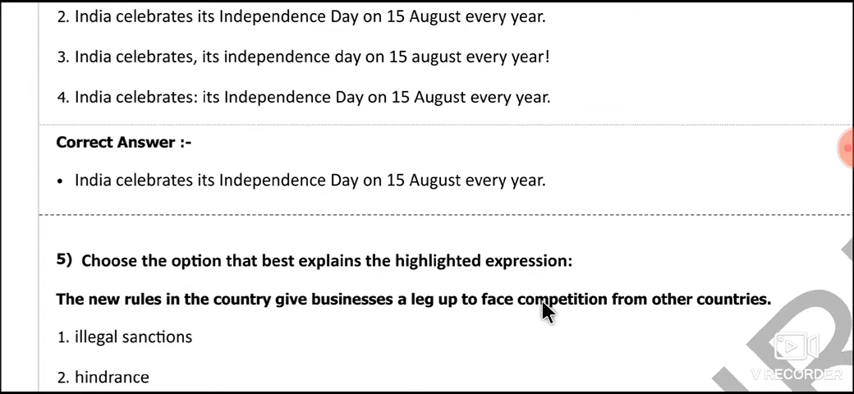 2. India celebrates its Independence Day on 15 August every year.
3. India celebrates, its independence day on 15 august every year!
4. India celebrates: its Independence Day on 15 August every year.
Correct Answer :-
• India celebrates its Independence Day on 15 August every year.
5) Choose the option that best explains the highlighted expression:
The new rules in the country give businesses a leg up to face competition from other countries.
1. illegal sanctions
2. hindrance
V RECORDER